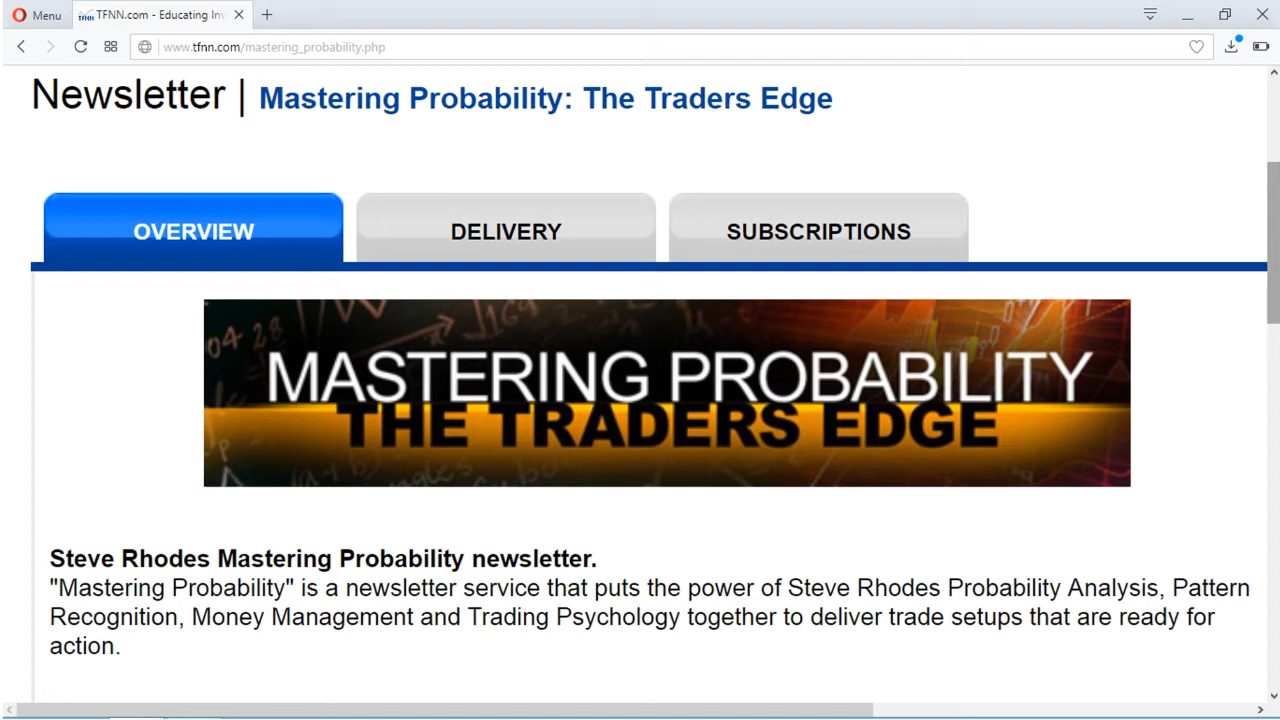 Menu
TFNN.com - Educating Inv
www.tfnn.com/mastering_probability.php
Newsletter | Mastering Probability: The Traders Edge
OVERVIEW
DELIVERY
SUBSCRIPTIONS
MASTERING PROBABILITY
THE TRADERS EDGE
Steve Rhodes Mastering Probability newsletter.
"Mastering Probability" is a newsletter service that puts the power of Steve Rhodes Probability Analysis, Pattern
Recognition, Money Management and Trading Psychology together to deliver trade setups that are ready for
action.